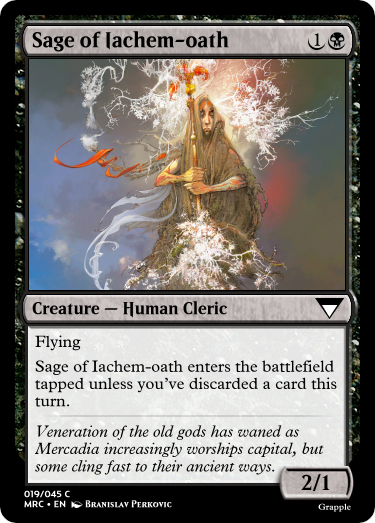 Sage of Iachem-oath 1
Creature — Human Cleric
Flying
Sage of Iachem-oath enters the battlefield
tapped unless you've discarded a card this
turn.
Veneration of the old gods has waned as
Mercadia increasingly worships capital, but
some cling fast to their ancient ways.
2/1
019/045 C
MRC • EN Branislav Perkovic
Grapple